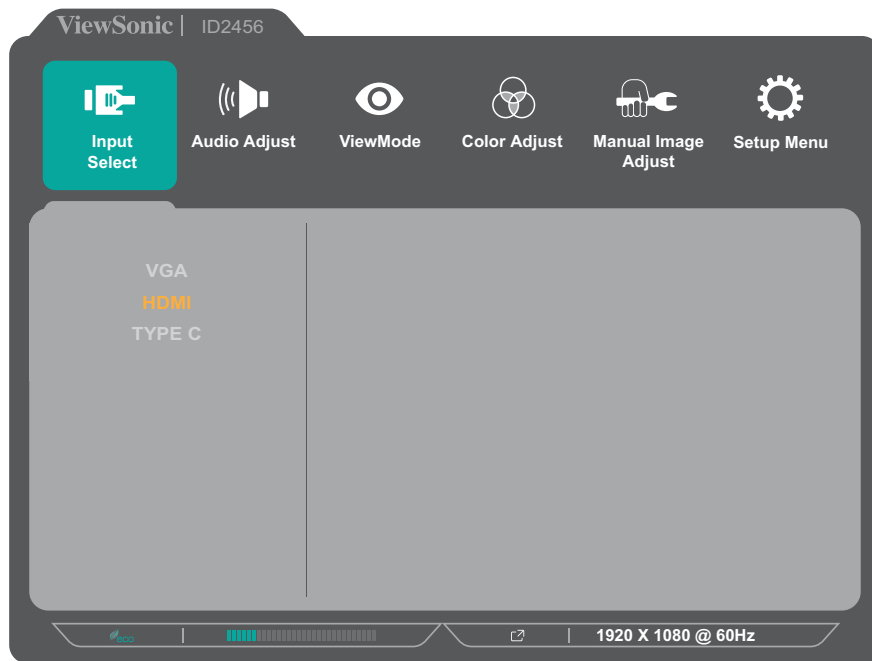 ViewSonic | ID2456
Input
Select
Audio Adjust
ViewMode
Color Adjust
Manual Image
Adjust
Setup Menu
VGA
HDMI
TYPE C
eco
1920 X 1080 @ 60Hz